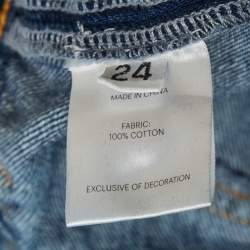 24
MADE IN CHINA
FABRIC:
100% COTTON
EXCLUSIVE OF DECORATION